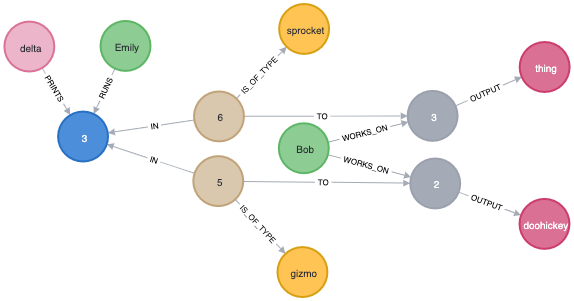 sprocket
delta
Emily
thing
IS_OF_TYPE
PRINTS
RUNS
OUTPUT
6
TO
3
3
IN
WORKS_ON
Bob
IN
WORKS_ON
5
TO
2
OUTPUT
IS_OF_TYPE
doohickey
gizmo